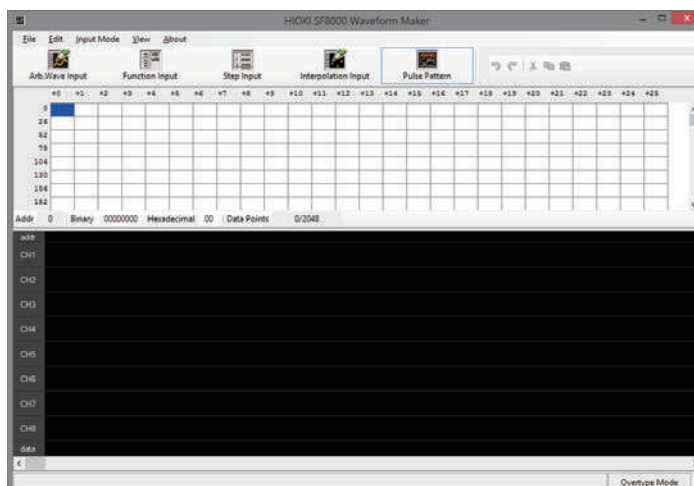 HIOKI SF8000 Waveform Maker
File Edit Input Mode View About
Arb.Wave Input Function Input Step Input Interpolation Input Pulse Pattern
+0 +1 +2 +3 +4 +5 +6 +7 +8 +9 +10 +11 +12 +13 +14 +15 +16 +17 +18 +19 +20 +21 +22 +23 +24 +25
0
26
52
78
104
130
156
182
Addr 0 Binary 00000000 Hexadecimal 00 Data Points 0/2048
addr
CH1
CH2
CH3
CH4
CH5
CH6
CH7
CH8
data
Overtype Mode